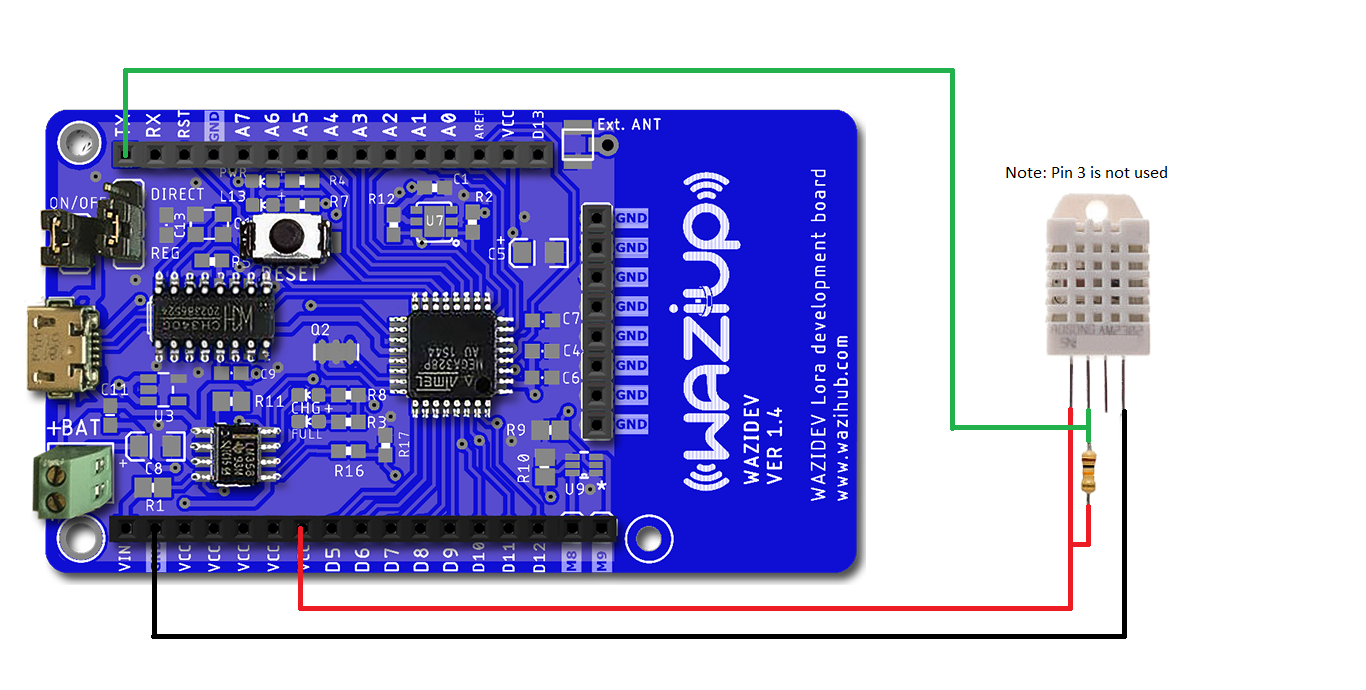 TX RX RST GND A7 A6 A5 A4 A3 A2 A1 A0 AREF VCC D13
Ext. ANT
Note: Pin 3 is not used
ON/OFF
DIRECT
PWR
R4
L13
R7
C13
REG
RESET
R12
C1
R2
U7
C5
+
GND
GND
GND
GND
GND
GND
GND
GND
CH340G
Q2
C7
C4
C6
ATMEL
MEGA328P
AU 1544
C9
C11
U3
R11
CHG
FULL
R8
R3
R17
R16
R9
R10
U9
*
+BAT
C8
R1
WAZIUP
WAZIDEV
VER 1.4
WAZIDEV Lora development board
www.wazihub.com
AOSONG AM2302
SN
VIN GND VCC VCC VCC VCC VCC D5 D6 D7 D8 D9 D10 D11 D12 M8 M9